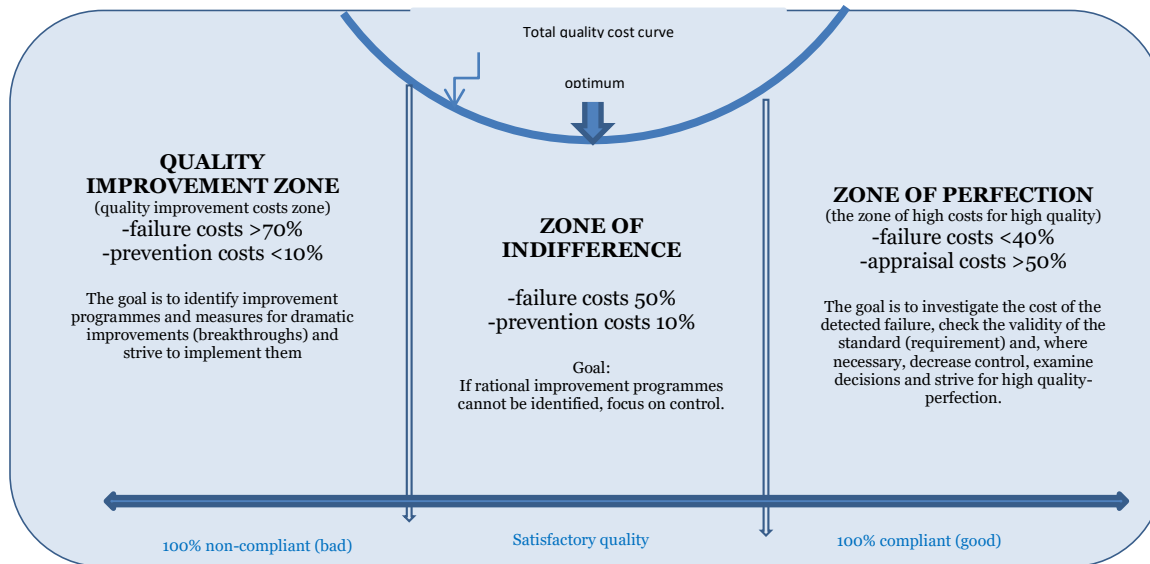 Total quality cost curve
optimum
QUALITY
IMPROVEMENT ZONE
(quality improvement costs zone)
-failure costs >70%
-prevention costs <10%
The goal is to identify improvement
programmes and measures for dramatic
improvements (breakthroughs) and
strive to implement them
ZONE OF
INDIFFERENCE
-failure costs 50%
-prevention costs 10%
Goal:
If rational improvement programmes
cannot be identified, focus on control.
ZONE OF PERFECTION
(the zone of high costs for high quality)
-failure costs <40%
-appraisal costs >50%
The goal is to investigate the cost of the
detected failure, check the validity of the
standard (requirement) and, where
necessary, decrease control, examine
decisions and strive for high quality-
perfection.
100% non-compliant (bad)
Satisfactory quality
100% compliant (good)